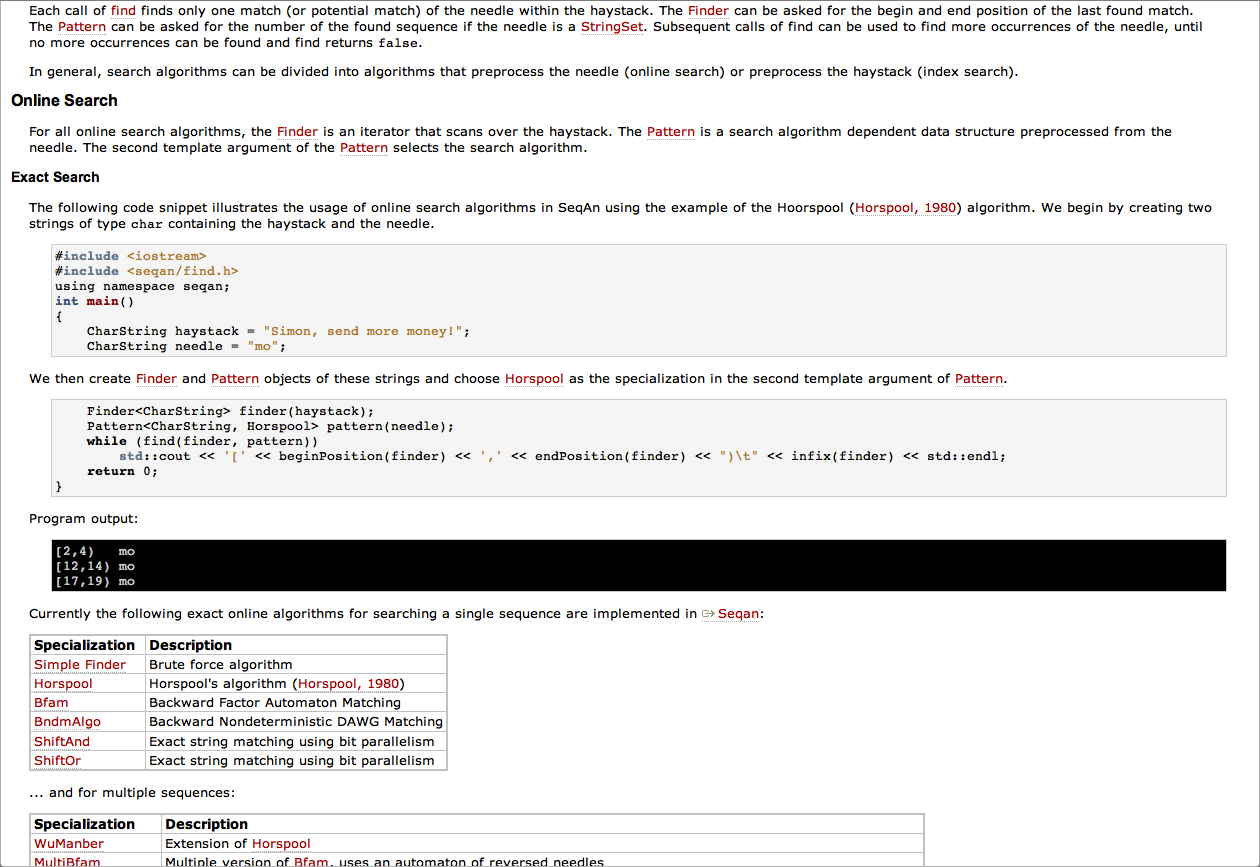 Each call of find finds only one match (or potential match) of the needle within the haystack. The Finder can be asked for the begin and end position of the last found match.
The Pattern can be asked for the number of the found sequence if the needle is a StringSet. Subsequent calls of find can be used to find more occurrences of the needle, until
no more occurrences can be found and find returns false.
In general, search algorithms can be divided into algorithms that preprocess the needle (online search) or preprocess the haystack (index search).
Online Search
For all online search algorithms, the Finder is an iterator that scans over the haystack. The Pattern is a search algorithm dependent data structure preprocessed from the
needle. The second template argument of the Pattern selects the search algorithm.
Exact Search
The following code snippet illustrates the usage of online search algorithms in SeqAn using the example of the Hoorspool (Horspool, 1980) algorithm. We begin by creating two
strings of type char containing the haystack and the needle.
#include <iostream>
#include <seqan/find.h>
using namespace seqan;
int main()
{
    CharString haystack = "Simon, send more money!";
    CharString needle = "mo";
We then create Finder and Pattern objects of these strings and choose Horspool as the specialization in the second template argument of Pattern.
    Finder<CharString> finder(haystack);
    Pattern<CharString, Horspool> pattern(needle);
    while (find(finder, pattern))
        std::cout << '[' << beginPosition(finder) << ',' << endPosition(finder) << ")\t" << infix(finder) << std::endl;
    return 0;
}
Program output:
[2,4)   mo
[12,14) mo
[17,19) mo
Currently the following exact online algorithms for searching a single sequence are implemented in Seqan:
Specialization Description
Simple Finder Brute force algorithm
Horspool Horspool's algorithm (Horspool, 1980)
Bfam Backward Factor Automaton Matching
BndmAlgo Backward Nondeterministic DAWG Matching
ShiftAnd Exact string matching using bit parallelism
ShiftOr Exact string matching using bit parallelism
... and for multiple sequences:
Specialization Description
WuManber Extension of Horspool
MultiBfam Multiple version of Bfam, uses an automaton of reversed needles